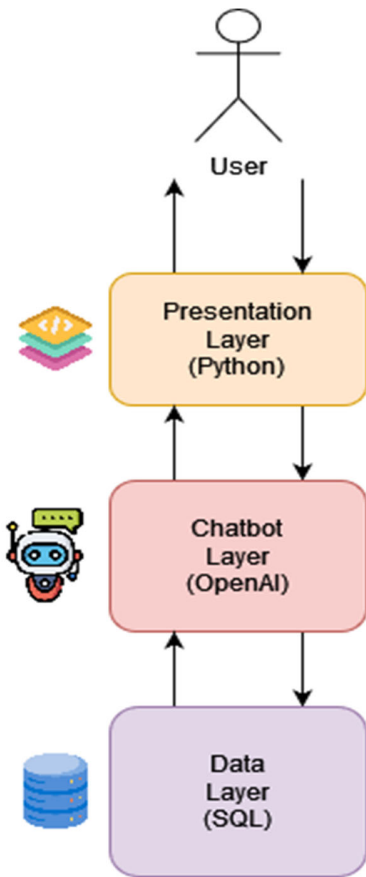 User
Presentation
Layer
(Python)
Chatbot
Layer
(OpenAI)
Data
Layer
(SQL)